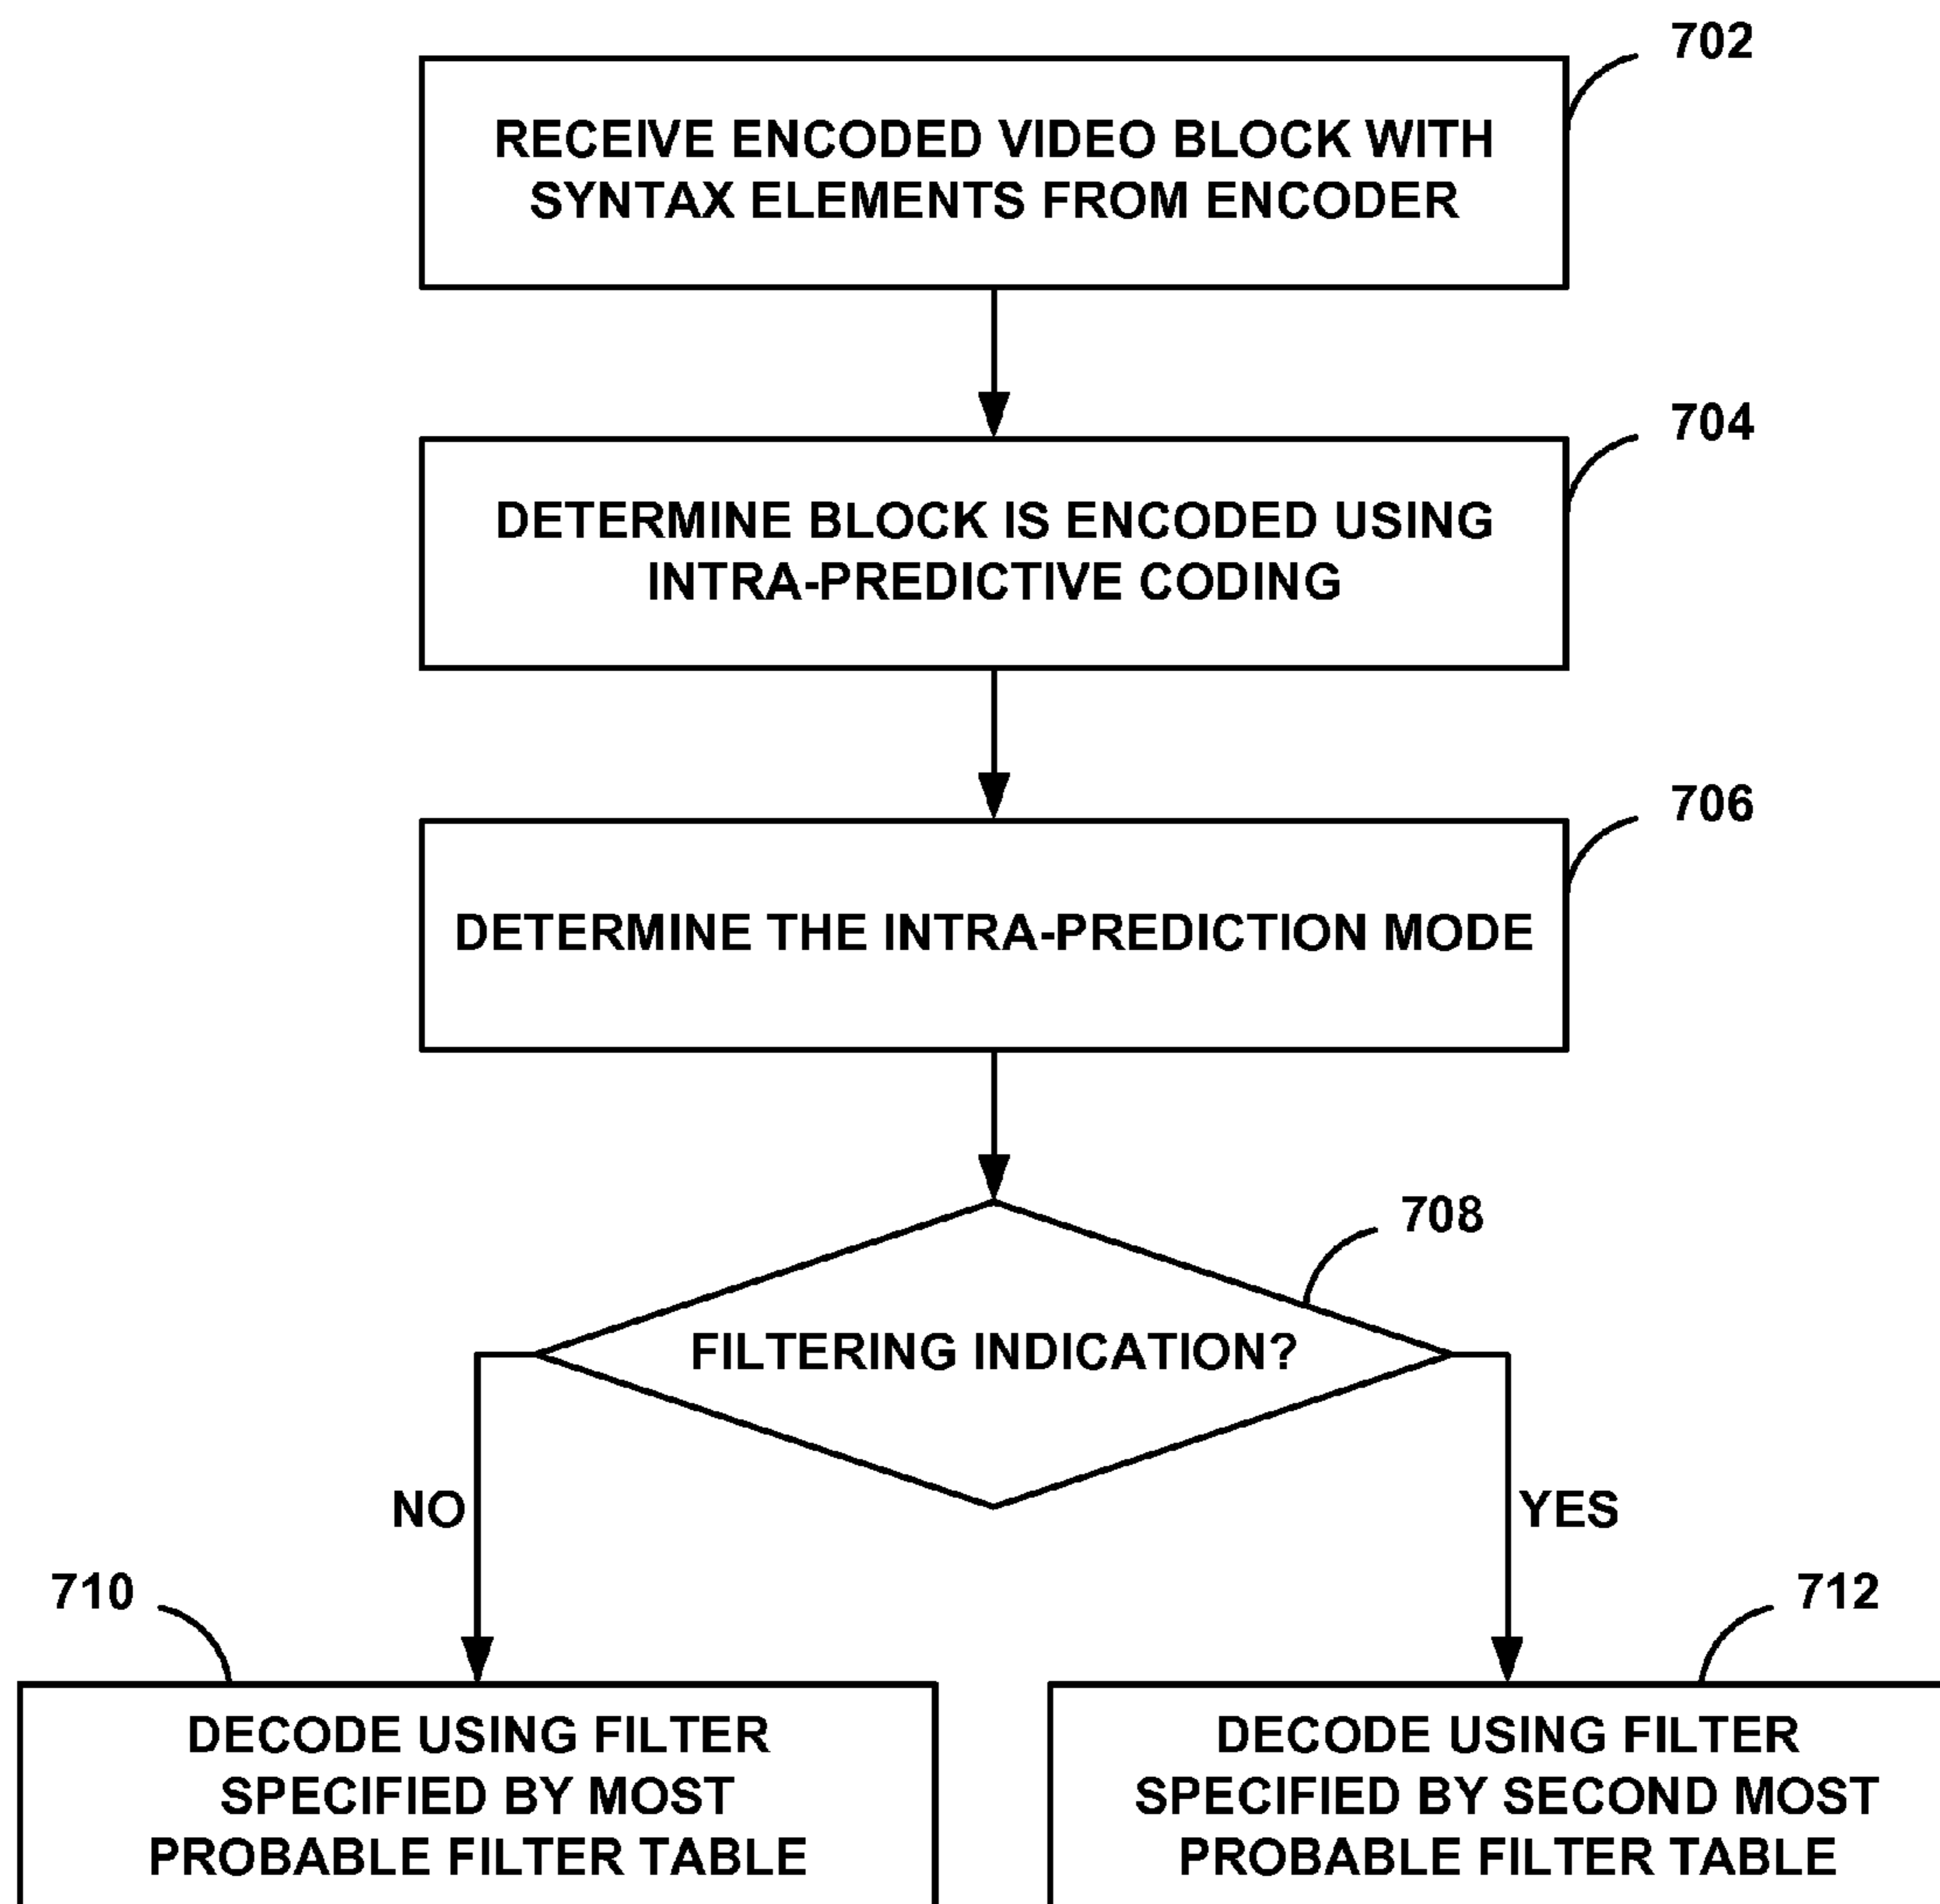 702
RECEIVE ENCODED VIDEO BLOCK WITH
SYNTAX ELEMENTS FROM ENCODER
704
DETERMINE BLOCK IS ENCODED USING
INTRA-PREDICTIVE CODING
706
DETERMINE THE INTRA-PREDICTION MODE
708
FILTERING INDICATION?
NO
YES
710
DECODE USING FILTER
SPECIFIED BY MOST
PROBABLE FILTER TABLE
712
DECODE USING FILTER
SPECIFIED BY SECOND MOST
PROBABLE FILTER TABLE